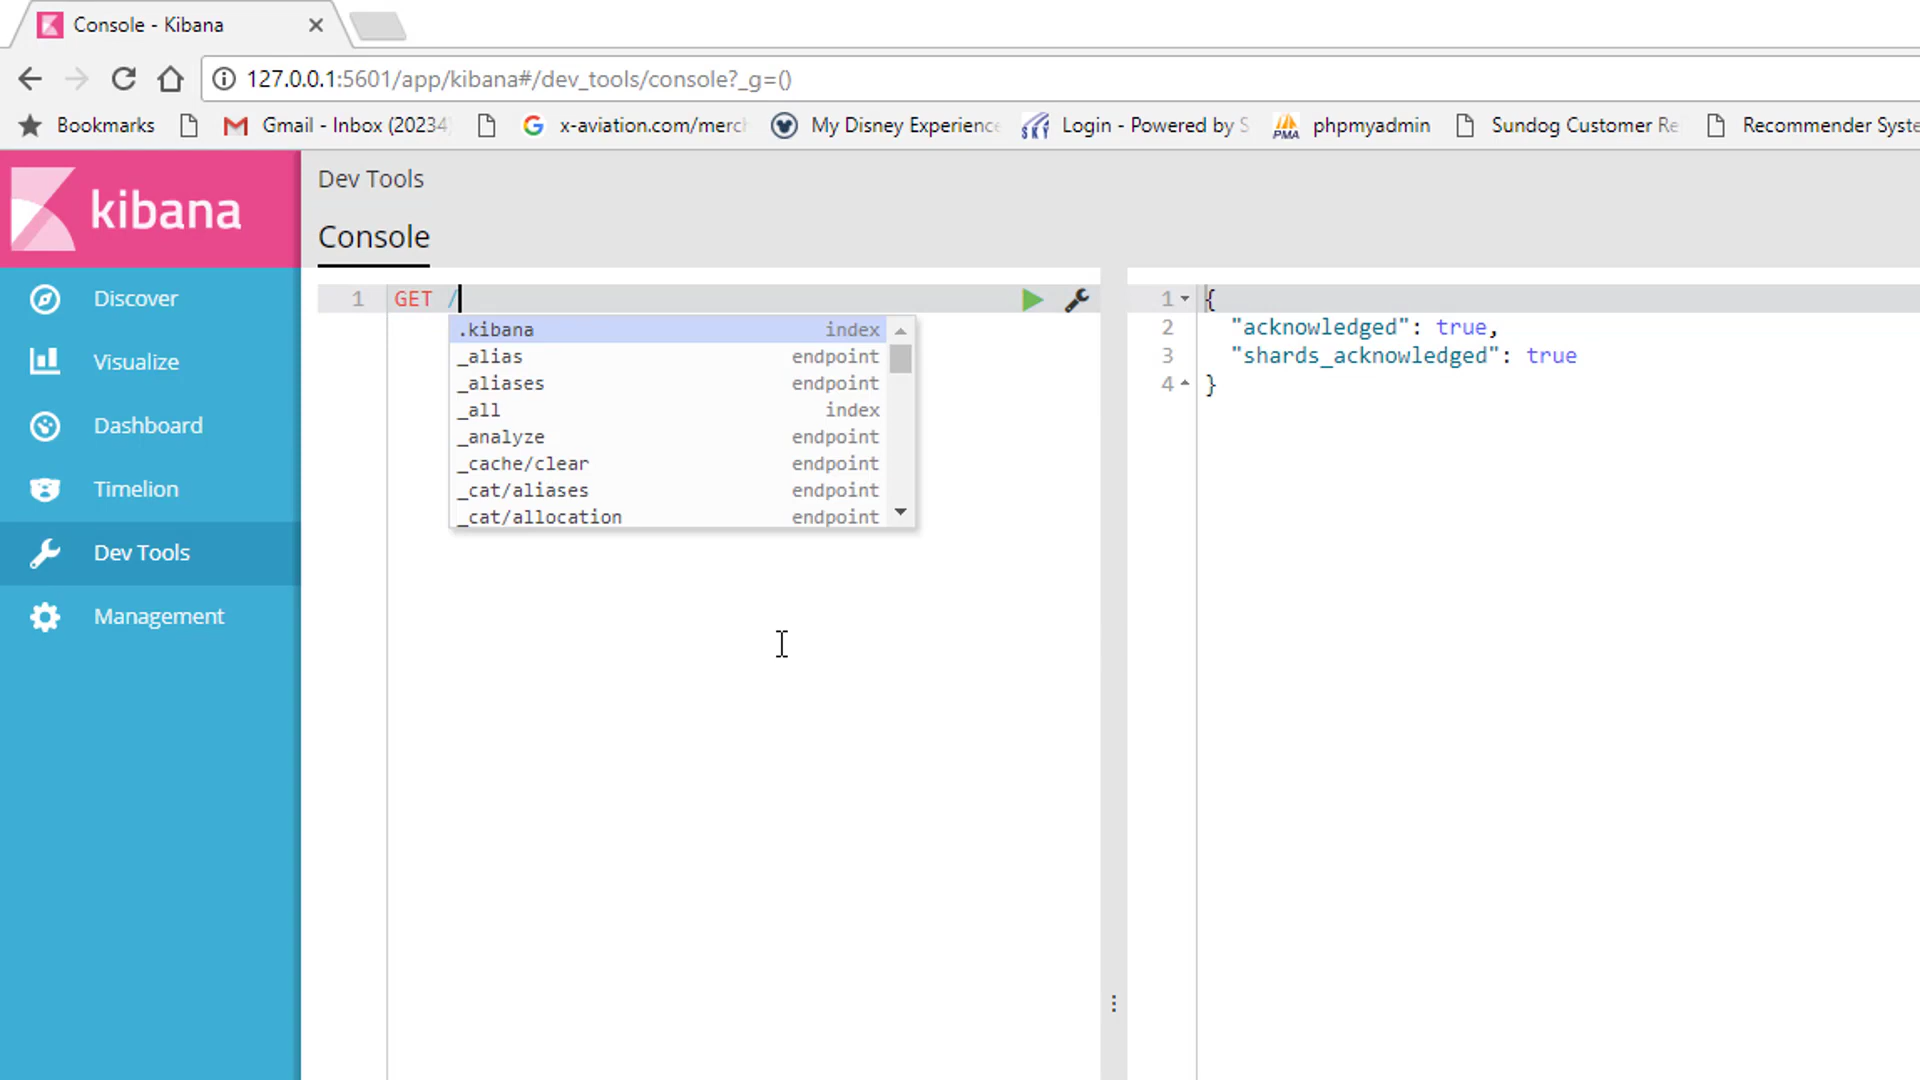 Console - Kibana
127.0.0.1:5601/app/kibana#/dev_tools/console?_g=()
Bookmarks Gmail - Inbox (20234 x-aviation.com/merc My Disney Experience Login - Powered by S phpmyadmin Sundog Customer Re Recommender Syste
kibana
Discover
Visualize
Dashboard
Timelion
Dev Tools
Management
Dev Tools
Console
1 GET /
.kibana index
_alias endpoint
_aliases endpoint
_all index
_analyze endpoint
_cache/clear endpoint
_cat/aliases endpoint
_cat/allocation endpoint
1 {
2 "acknowledged": true,
3 "shards_acknowledged": true
4 }